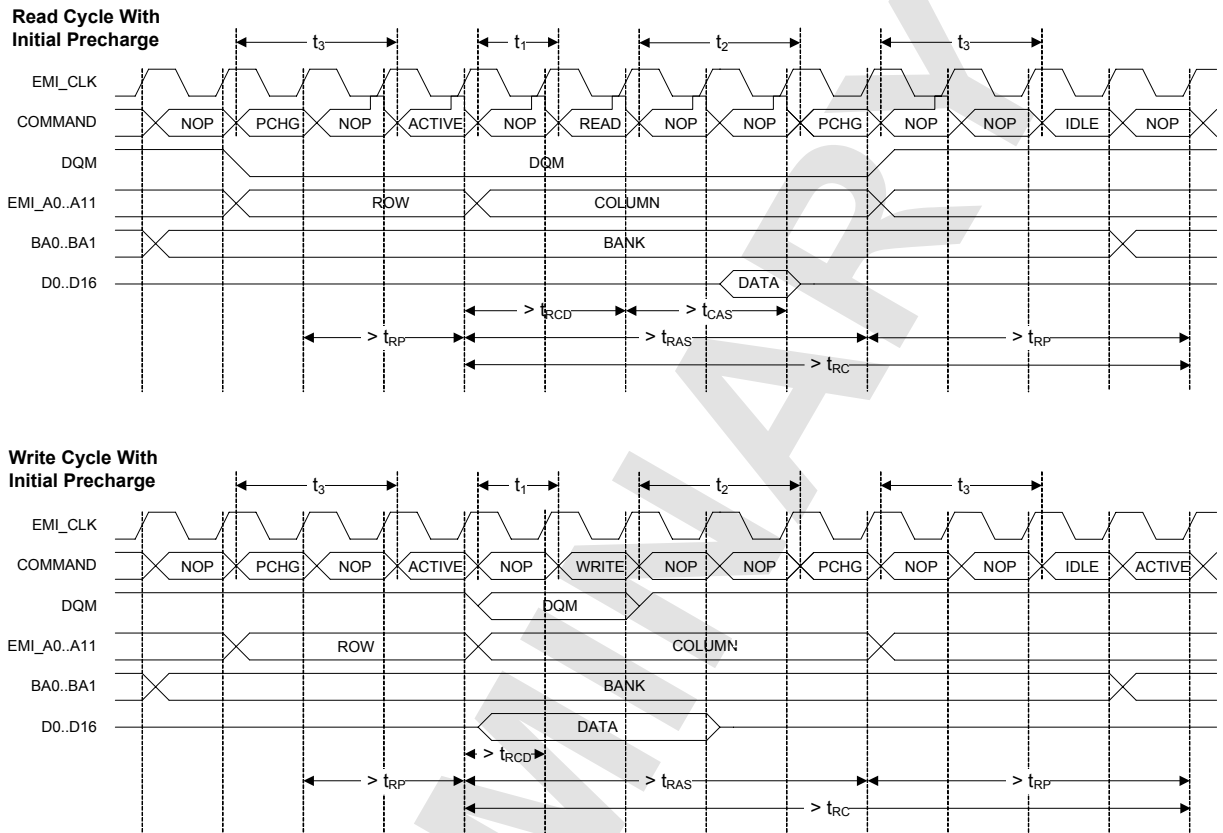 Read Cycle With
Initial Precharge
t3 t1 t2 t3
EMI_CLK
COMMAND NOP PCHG NOP ACTIVE NOP READ NOP NOP PCHG NOP NOP IDLE NOP
DQM DQM
EMI_A0..A11 ROW COLUMN
BA0..BA1 BANK
D0..D16 DATA
> tRCD > tCAS
> tRP > tRAS > tRP
> tRC
Write Cycle With
Initial Precharge
t3 t1 t2 t3
EMI_CLK
COMMAND NOP PCHG NOP ACTIVE NOP WRITE NOP NOP PCHG NOP NOP IDLE ACTIVE
DQM DQM
EMI_A0..A11 ROW COLUMN
BA0..BA1 BANK
D0..D16 DATA
> tRCD
> tRP > tRAS > tRP
> tRC
MINARY